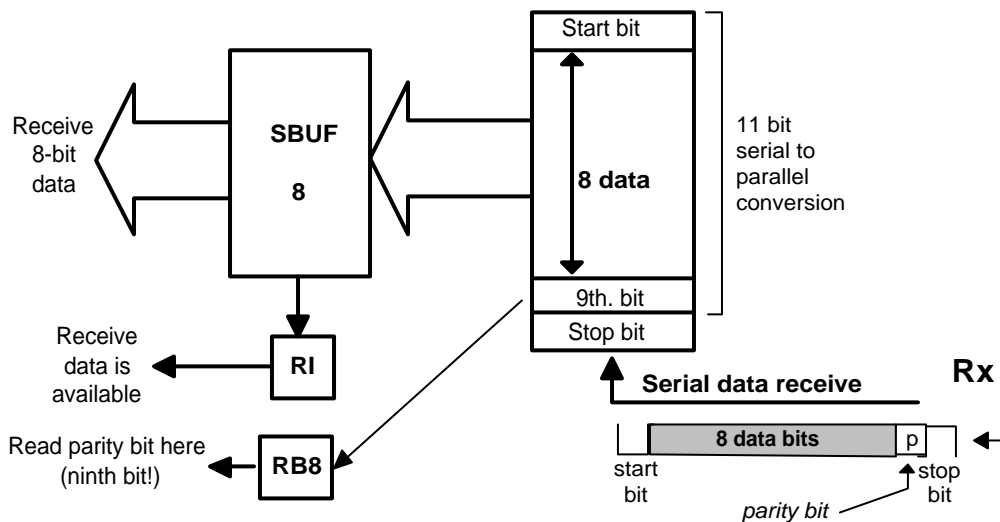 Start bit
Receive
8-bit
data
SBUF
8
8 data
11 bit
serial to
parallel
conversion
9th. bit
Stop bit
Receive
data is
available
RI
Serial data receive
Rx
Read parity bit here
(ninth bit!)
RB8
8 data bits
p
start
bit
stop
bit
parity bit